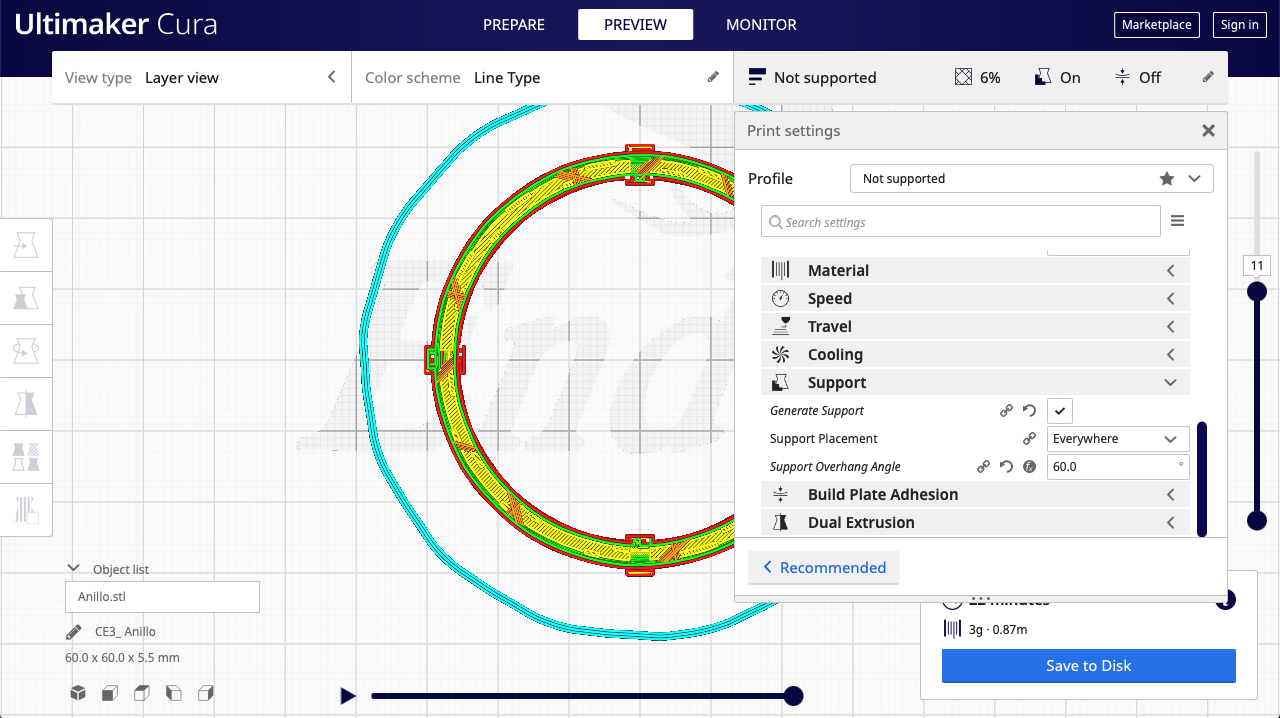 Ultimaker Cura
PREPARE
PREVIEW
MONITOR
Marketplace
Sign in
View type Layer view
Color scheme Line Type
Not supported
6%
On
Off
Print settings
Profile
Not supported
Search settings
Material
Speed
Travel
Cooling
Support
Generate Support
Support Placement
Everywhere
Support Overhang Angle
60.0 °
Build Plate Adhesion
Dual Extrusion
Recommended
11
Object list
Anillo.stl
CE3_ Anillo
60.0 x 60.0 x 5.5 mm
22 minutes
3g · 0.87m
Save to Disk